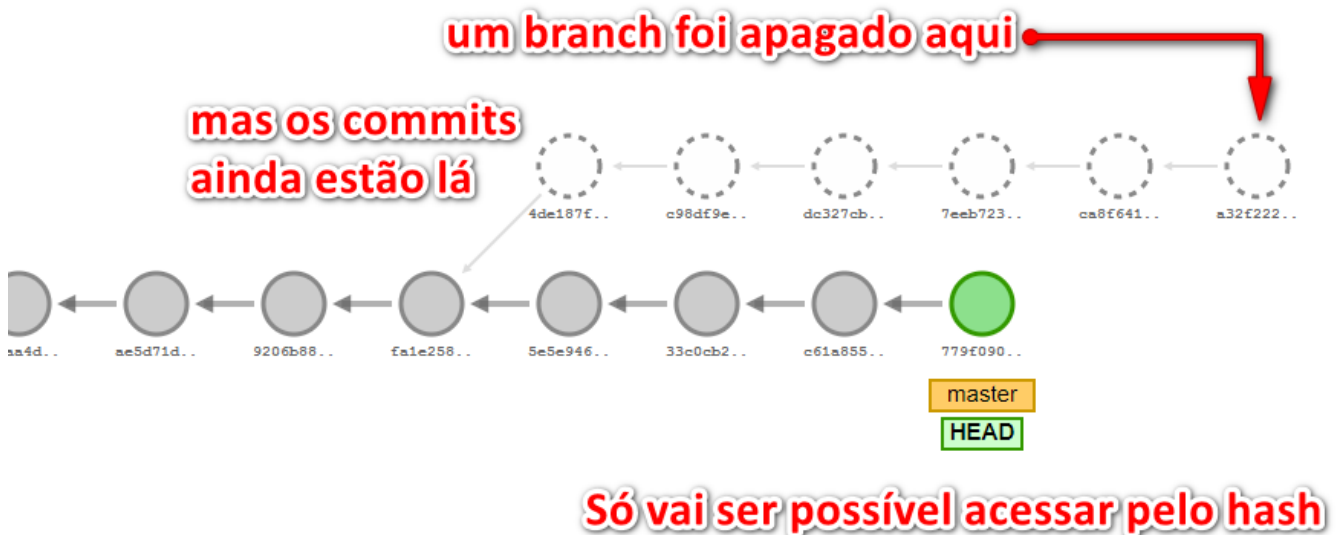 um branch foi apagado aqui
mas os commits
ainda estão lá
4de187f.. c98df9e.. dc327cb.. 7eeb723.. ca8f641.. a32f222..
aa4d.. ae5d71d.. 9206b88.. fa1e258.. 5e5e946.. 33c0cb2.. c61a855.. 779f090..
master
HEAD
Só vai ser possível acessar pelo hash